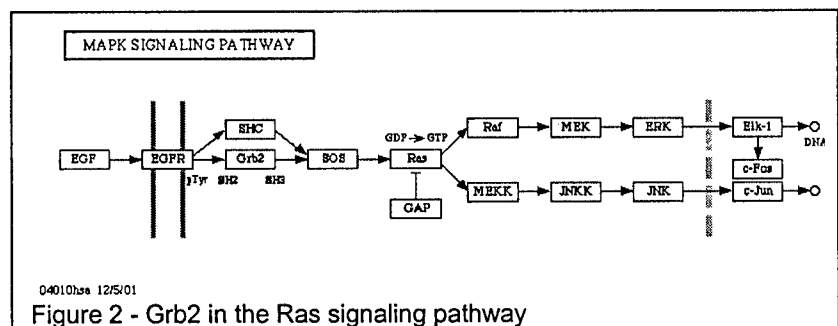 MAPK SIGNALING PATHWAY
SHC
GDF → GTP
Raf
MEK
ERK
Elk-1
DNA
EGF
EGFR
Grb2
SOS
Ras
c-Fos
pTyr
SH2
SH3
GAP
MEKK
JNKK
JNK
c-Jun
04010hsa 12/5/01
Figure 2 - Grb2 in the Ras signaling pathway